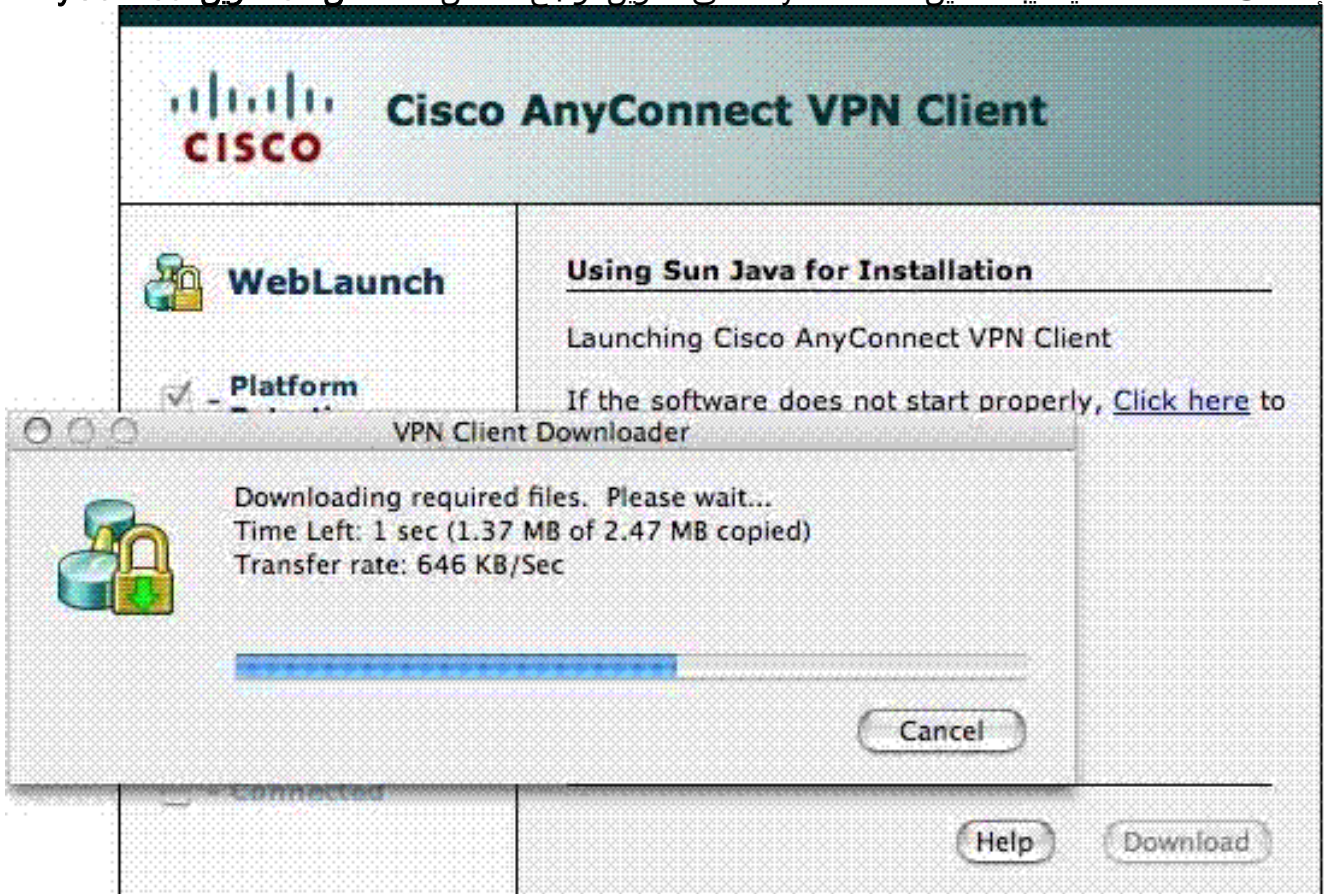 CISCO
Cisco AnyConnect VPN Client
WebLaunch
Using Sun Java for Installation
Launching Cisco AnyConnect VPN Client
- Platform
If the software does not start properly, Click here to
VPN Client Downloader
Downloading required files. Please wait...
Time Left: 1 sec (1.37 MB of 2.47 MB copied)
Transfer rate: 646 KB/Sec
Cancel
- Connected
Help
Download